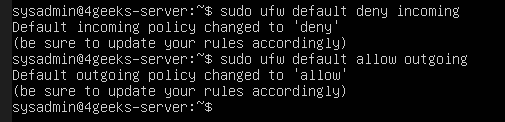 sysadmin@4geeks-server:~$ sudo ufw default deny incoming
Default incoming policy changed to 'deny'
(be sure to update your rules accordingly)
sysadmin@4geeks-server:~$ sudo ufw default allow outgoing
Default outgoing policy changed to 'allow'
(be sure to update your rules accordingly)
sysadmin@4geeks-server:~$